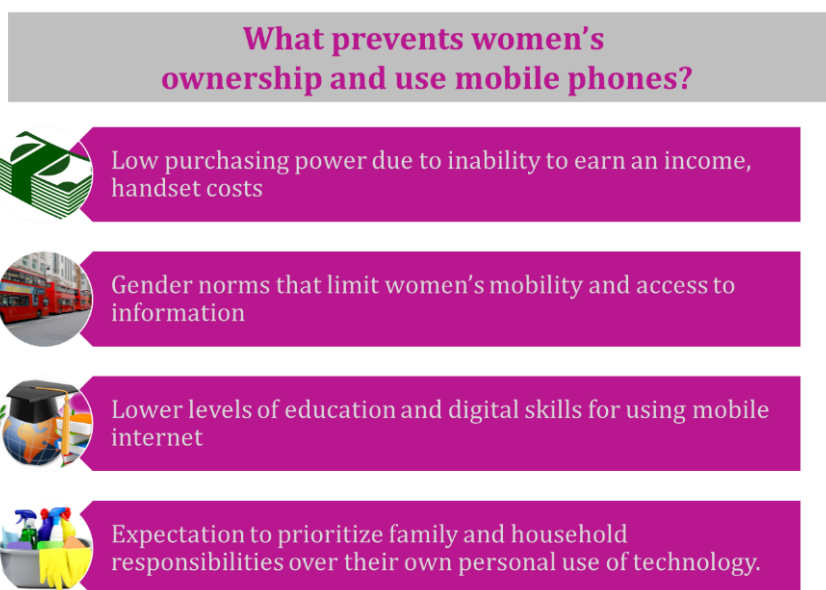 What prevents women’s
ownership and use mobile phones?
Low purchasing power due to inability to earn an income,
handset costs
Gender norms that limit women’s mobility and access to
information
Lower levels of education and digital skills for using mobile
internet
Expectation to prioritize family and household
responsibilities over their own personal use of technology.